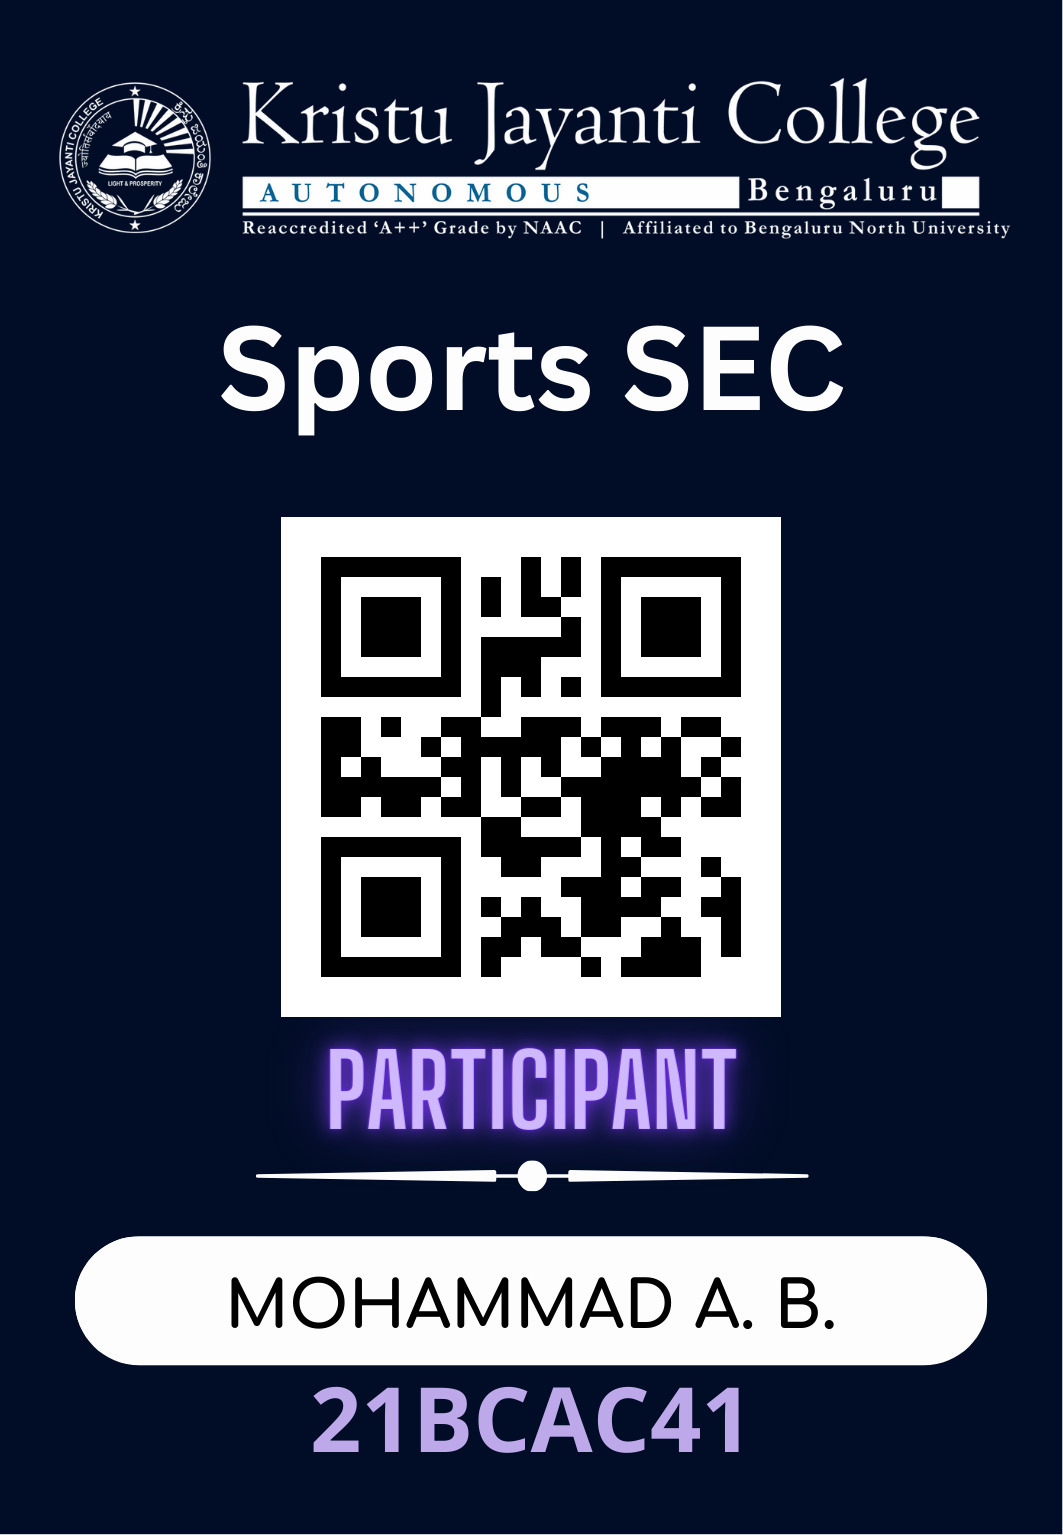 KRISTU JAYANTI COLLEGE
ಕ್ರಿಸ್ತು ಜಯಂತಿ ಕಾಲೇಜು
LIGHT & PROSPERITY
Kristu Jayanti College
AUTONOMOUS Bengaluru
Reaccredited ‘A++’ Grade by NAAC | Affiliated to Bengaluru North University
Sports SEC
PARTICIPANT
MOHAMMAD A. B.
21BCAC41